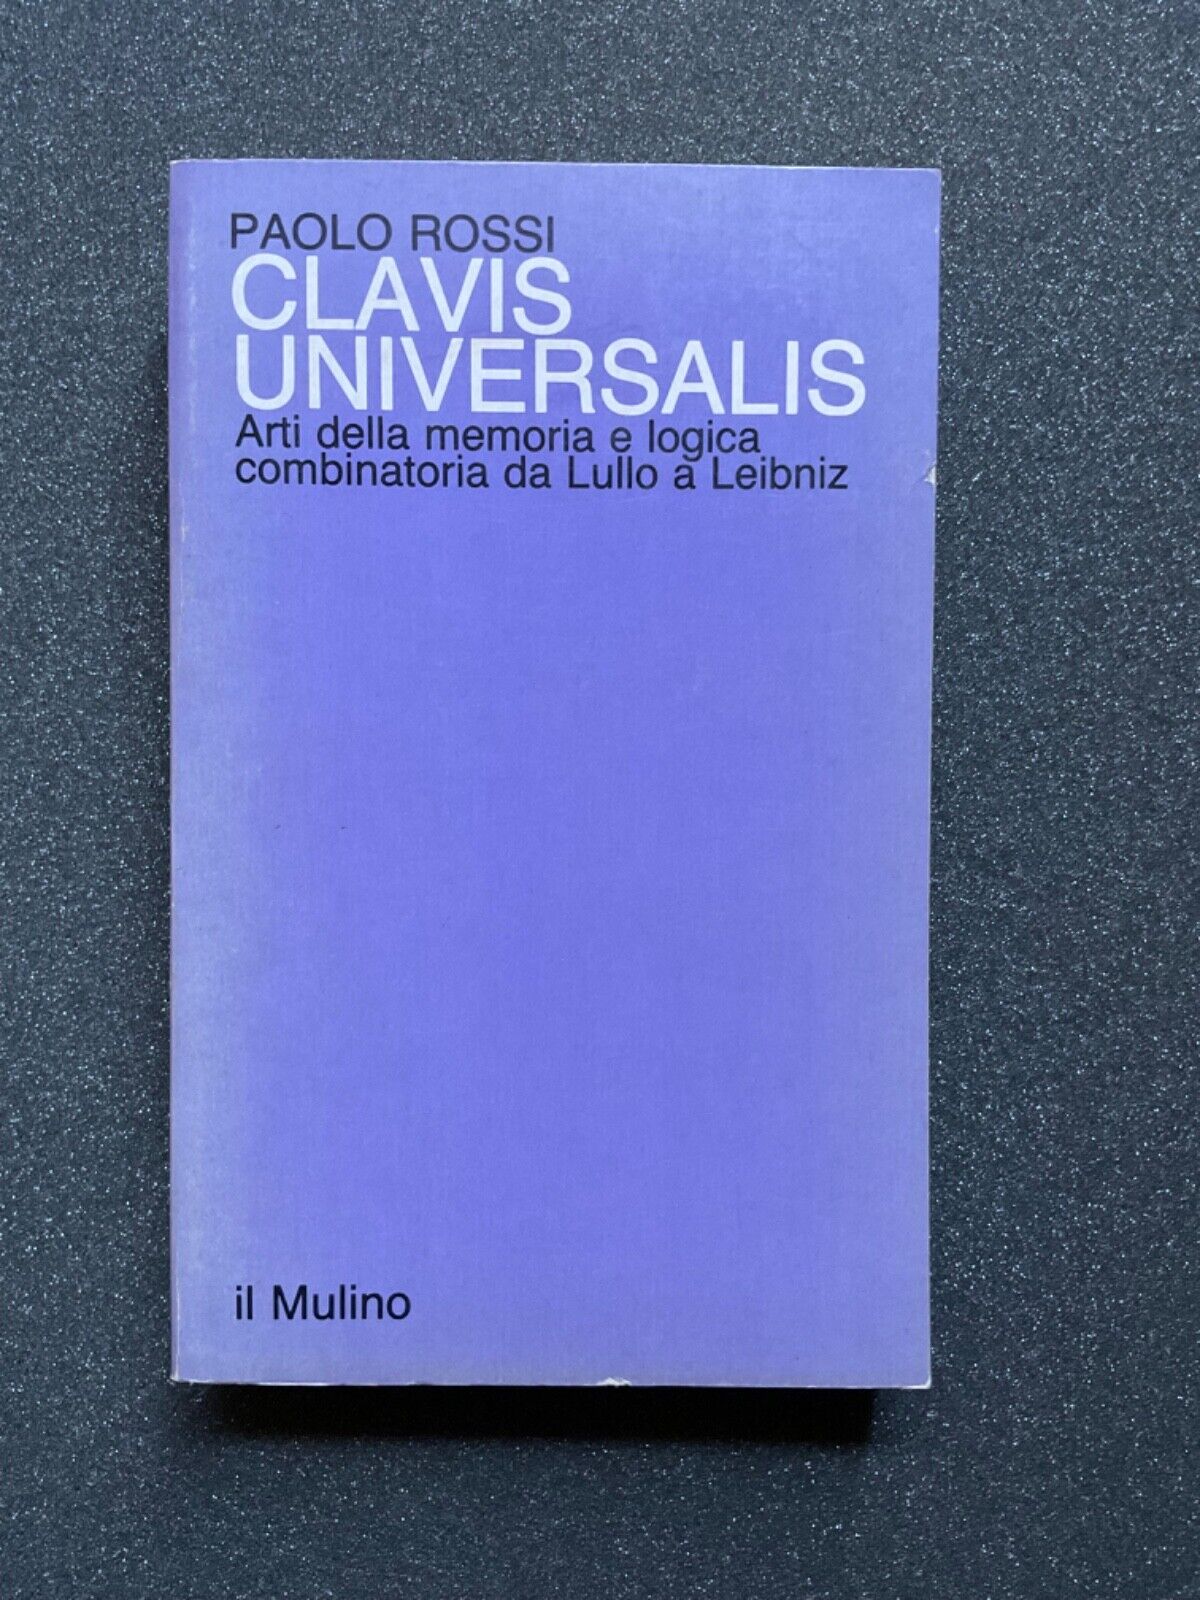 PAOLO ROSSI
CLAVIS
UNIVERSALIS
Arti della memoria e logica
combinatoria da Lullo a Leibniz
il Mulino